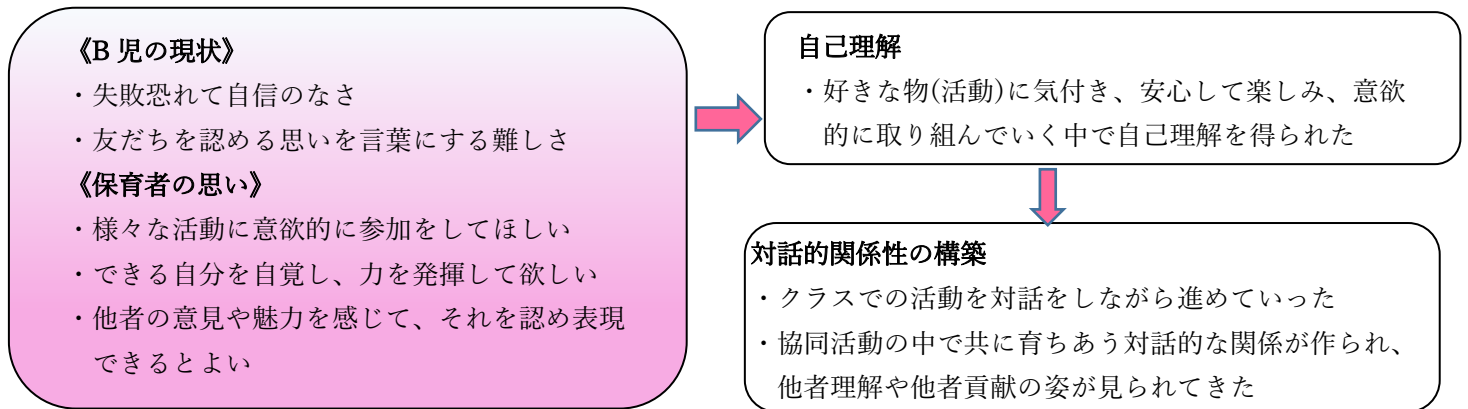 《B 児の現状》
・失敗恐れて自信のなさ
・友だちを認める思いを言葉にする難しさ
《保育者の思い》
・様々な活動に意欲的に参加をしてほしい
・できる自分を自覚し、力を発揮して欲しい
・他者の意見や魅力を感じて、それを認め表現
できるとよい
自己理解
・好きな物(活動)に気付き、安心して楽しみ、意欲
的に取り組んでいく中で自己理解を得られた
対話的関係性の構築
・クラスでの活動を対話をしながら進めていった
・協同活動の中で共に育ちあう対話的な関係が作られ、
他者理解や他者貢献の姿が見られてきた